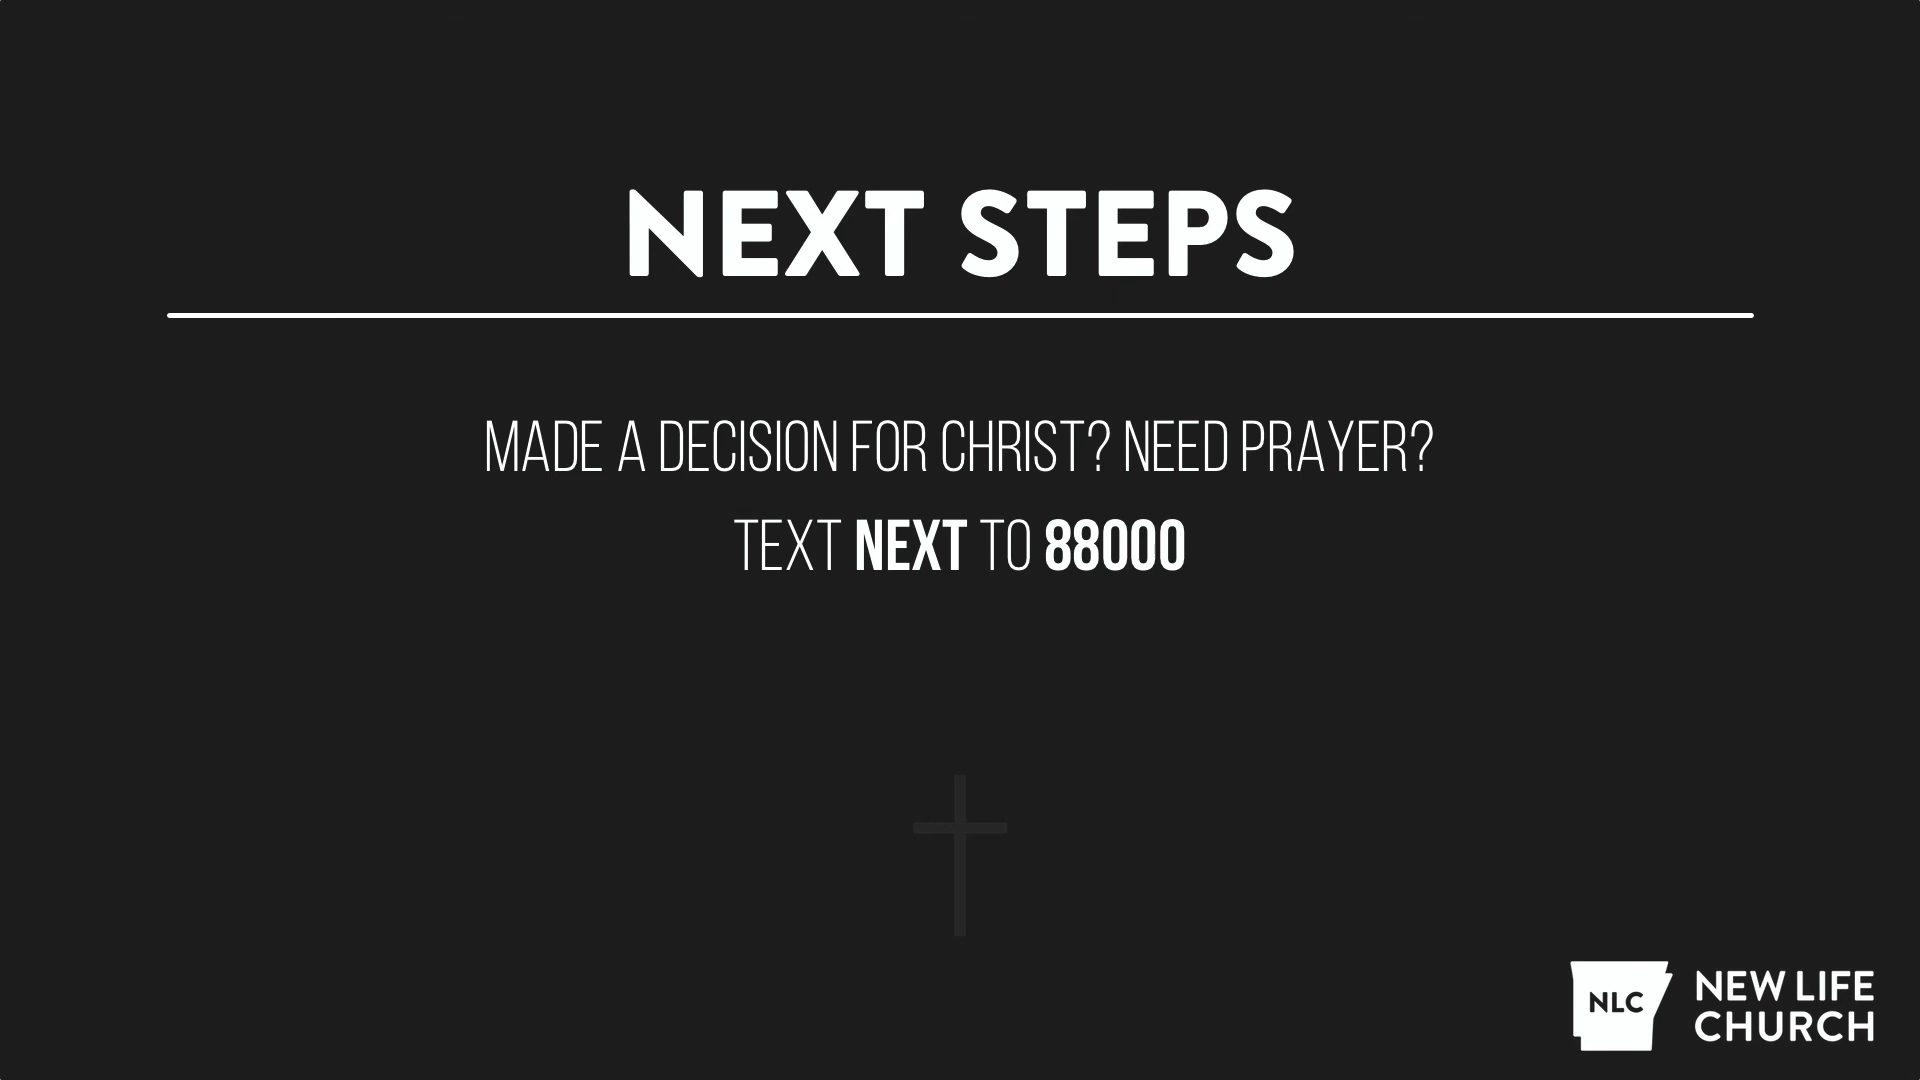 NEXT STEPS
MADE A DECISION FOR CHRIST? NEED PRAYER?
TEXT NEXT TO 88000
NLC
NEW LIFE
CHURCH